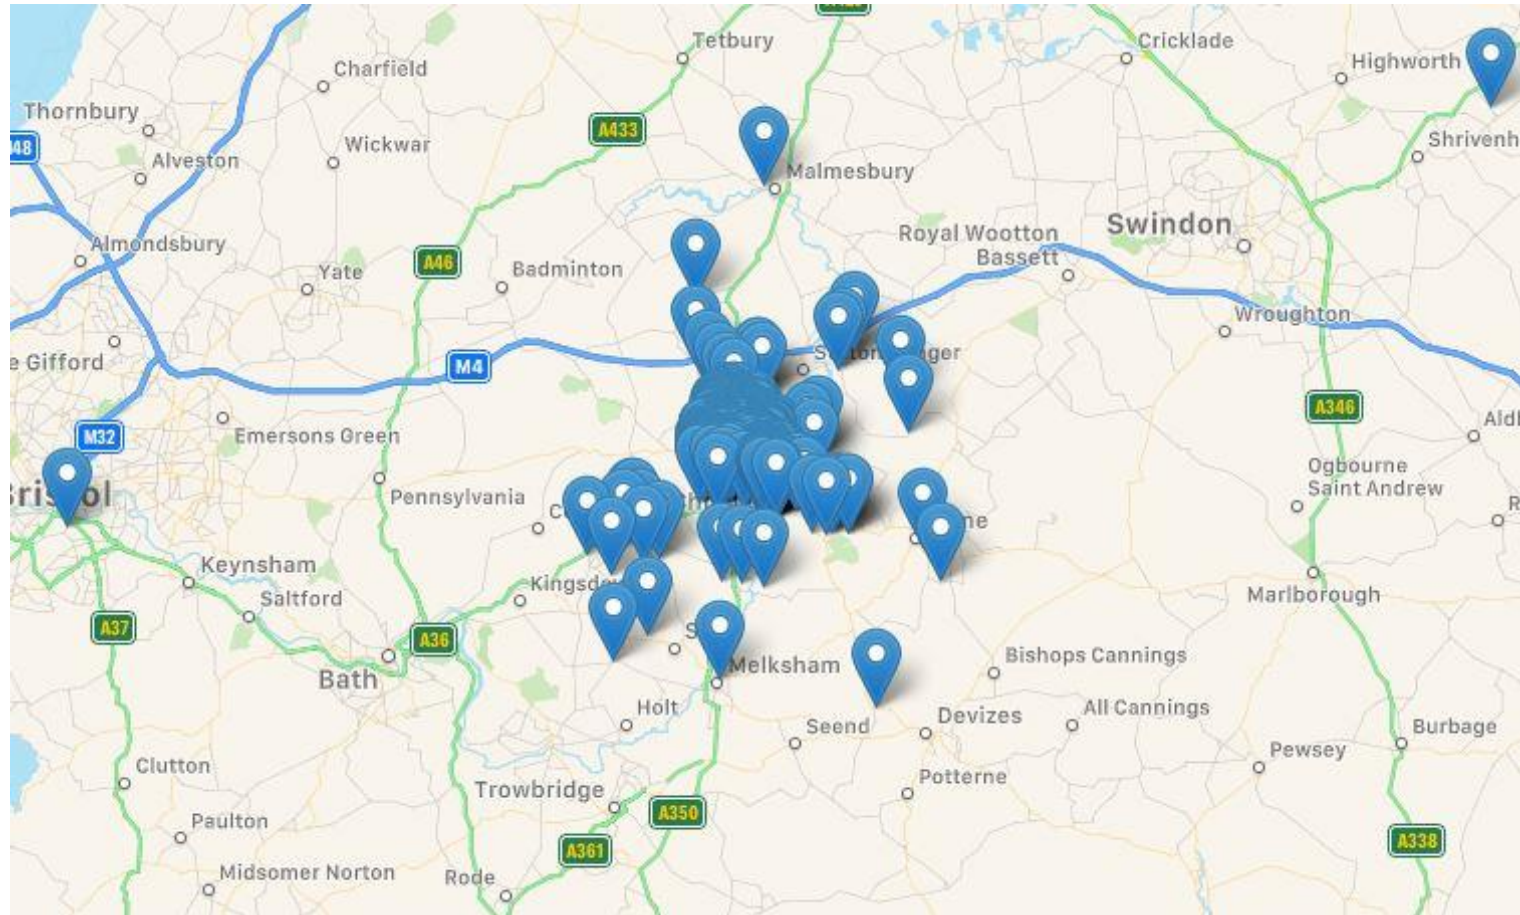 Tetbury
Cricklade
Highworth
Charfield
Thornbury
A433
Shrivenh
48
Wickwar
Alveston
Malmesbury
Swindon
Royal Wootton
Bassett
Almondsbury
A46
Badminton
Yate
Wroughton
e Gifford
M4
A346
M32
Emersons Green
Aldl
Ogbourne
Saint Andrew
Pennsylvania
Keynsham
Kingsdo
Saltford
Marlborough
A37
A36
Bath
Melksham
Bishops Cannings
Holt
Seend
Devizes
All Cannings
Burbage
Clutton
Pewsey
Potterne
Trowbridge
A350
Paulton
A361
A338
Midsomer Norton
Rode